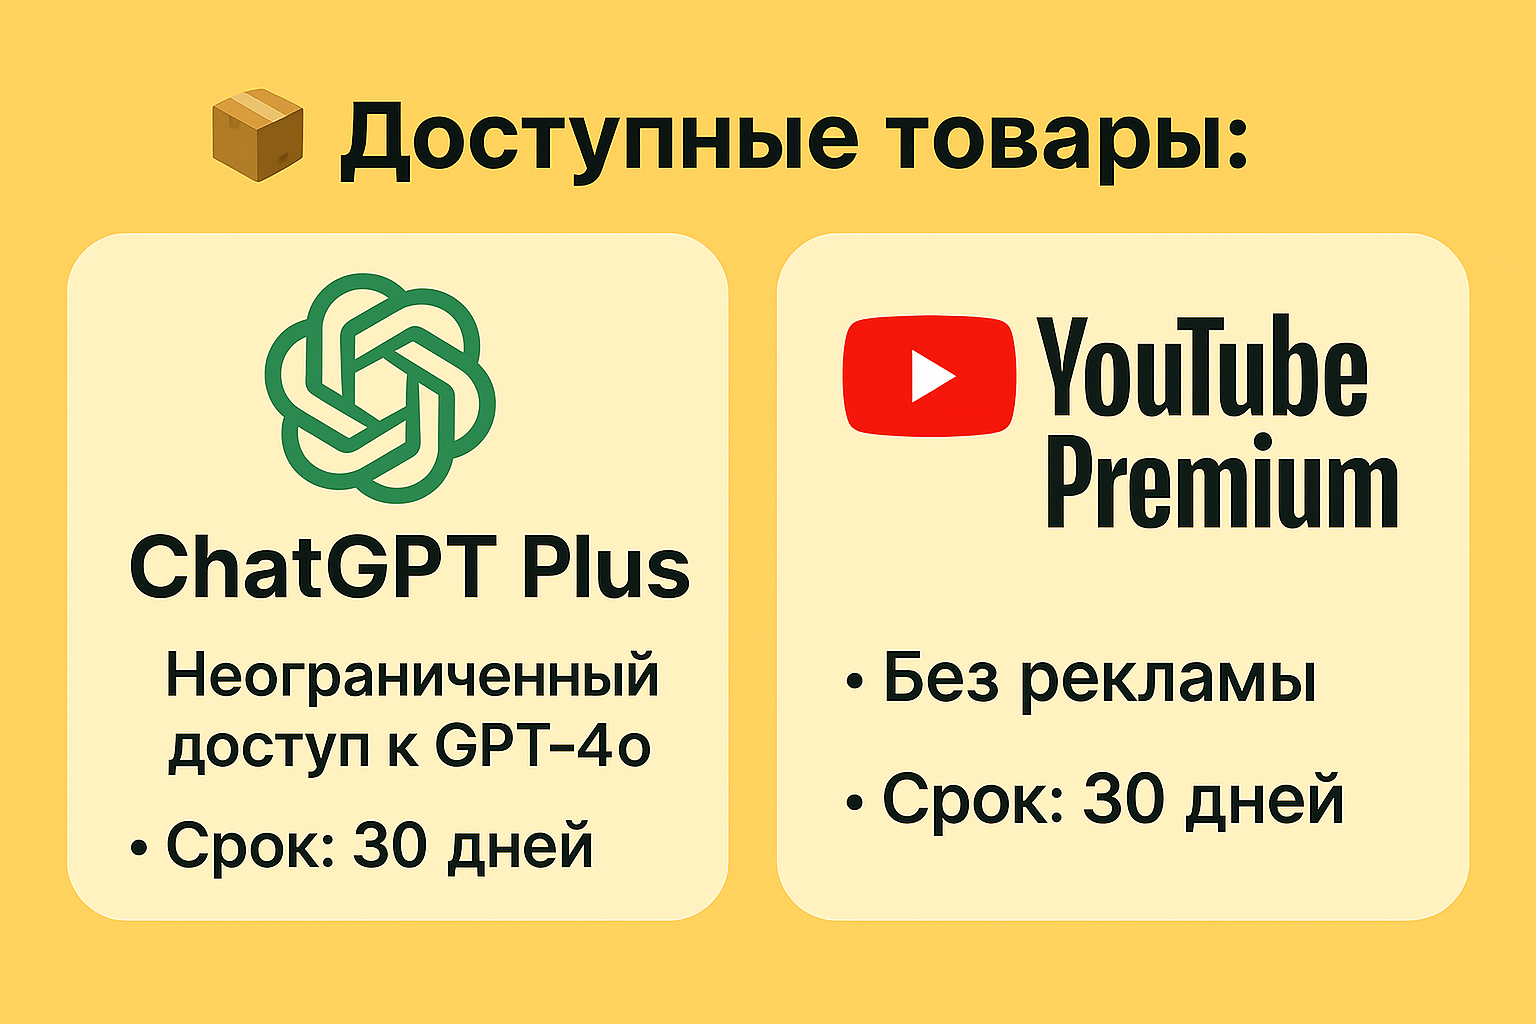 Доступные товары:
ChatGPT Plus
Неограниченный
доступ к GPT–4o
• Срок: 30 дней
YouTube
Premium
• Без рекламы
• Срок: 30 дней